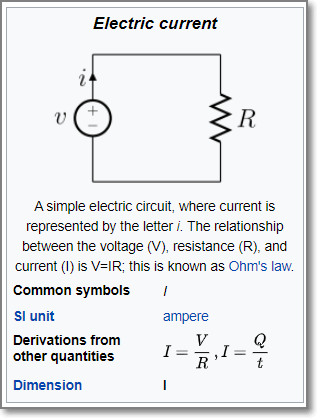 Electric current
i
v
+
−
R
A simple electric circuit, where current is
represented by the letter i. The relationship
between the voltage (V), resistance (R), and
current (I) is V=IR; this is known as Ohm's law.
Common symbols I
SI unit ampere
Derivations from
other quantities I = V/R , I = Q/t
Dimension I